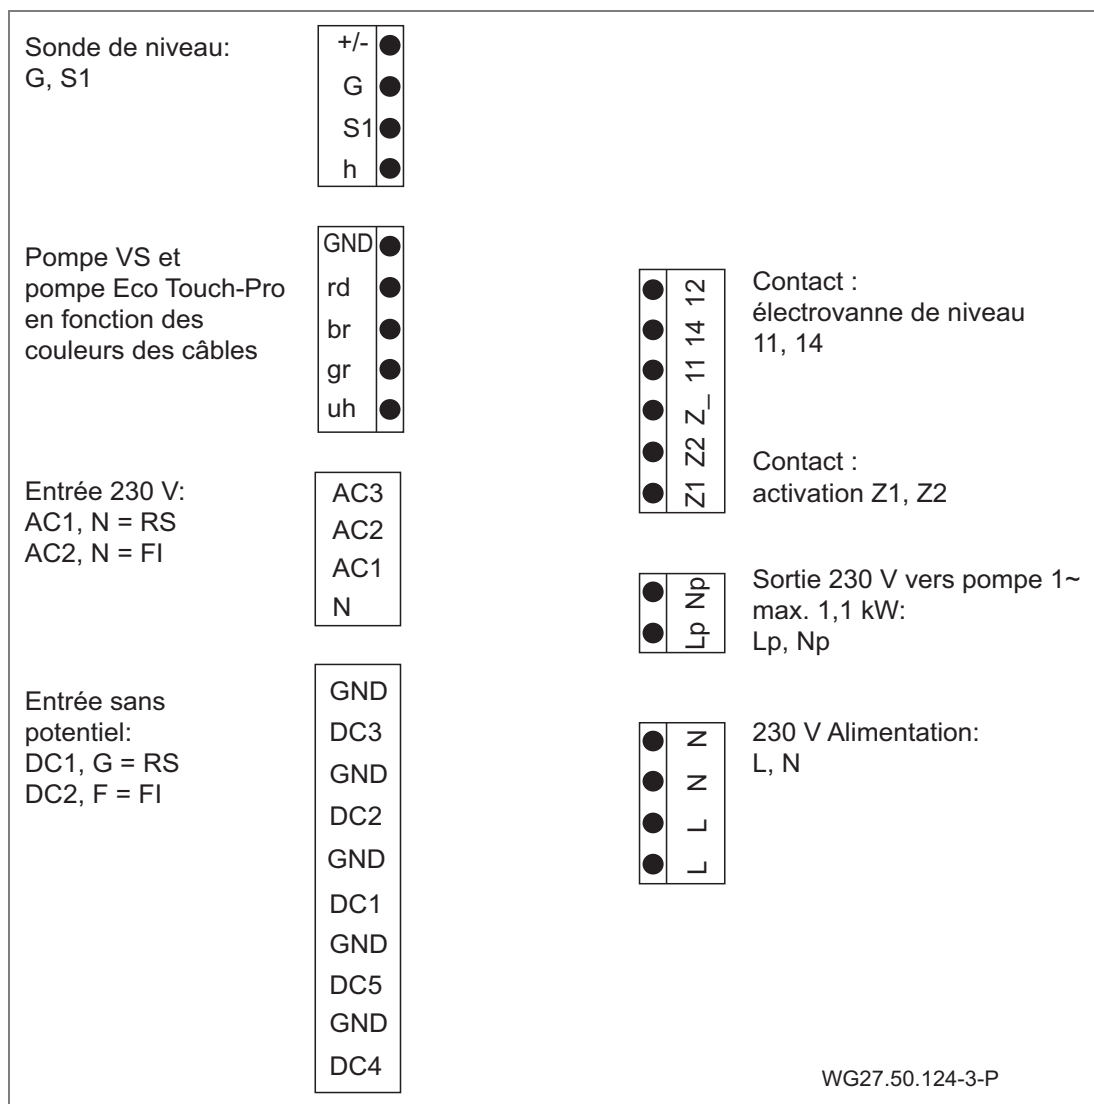 Sonde de niveau:
G, S1
+/-
G
S1
h
Pompe VS et
pompe Eco Touch-Pro
en fonction des
couleurs des câbles
GND
rd
br
gr
uh
Entrée 230 V:
AC1, N = RS
AC2, N = FI
AC3
AC2
AC1
N
Entrée sans
potentiel:
DC1, G = RS
DC2, F = FI
GND
DC3
GND
DC2
GND
DC1
GND
DC5
GND
DC4
Z1 Z2 Z_ 11 14 12
Contact :
électrovanne de niveau
11, 14
Contact :
activation Z1, Z2
Lp Np
Sortie 230 V vers pompe 1~
max. 1,1 kW:
Lp, Np
L L N N
230 V Alimentation:
L, N
WG27.50.124-3-P